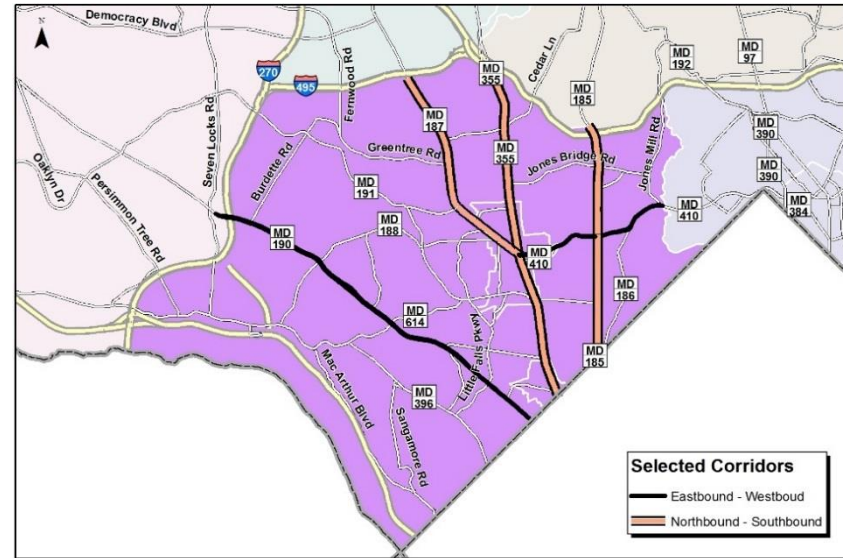 N
Democracy Blvd
270
495
Fernwood Rd
MD
355
Cedar Ln
MD
192
MD
97
MD
185
MD
187
Seven Locks Rd
MD
390
MD
355
Greentree Rd
Jones Bridge Rd
Jones Mill Rd
Burdette Rd
Oaklyn Dr
Persimmon Tree Rd
MD
191
MD
390
MD
410
MD
384
MD
188
MD
190
MD
410
MD
186
MD
614
Little Falls Pkwy
MD
185
Mac Arthur Blvd
MD
396
Sangamore Rd
Selected Corridors
Eastbound - Westboud
Northbound - Southbound